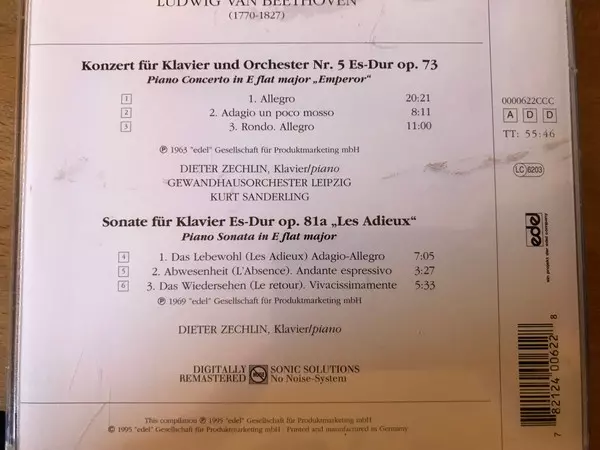 LUDWIG VAN BEETHOVEN
(1770-1827)
Konzert für Klavier und Orchester Nr. 5 Es-Dur op. 73
Piano Concerto in E flat major „Emperor“
1 1. Allegro 20:21
2 2. Adagio un poco mosso 8:11
3 3. Rondo. Allegro 11:00
℗ 1963 "edel" Gesellschaft für Produktmarketing mbH
DIETER ZECHLIN, Klavier/piano
GEWANDHAUSORCHESTER LEIPZIG
KURT SANDERLING
Sonate für Klavier Es-Dur op. 81a „Les Adieux“
Piano Sonata in E flat major
4 1. Das Lebewohl (Les Adieux) Adagio-Allegro 7:05
5 2. Abwesenheit (L'Absence). Andante espressivo 3:27
6 3. Das Wiedersehen (Le retour). Vivacissimamente 5:33
℗ 1969 "edel" Gesellschaft für Produktmarketing mbH
DIETER ZECHLIN, Klavier/piano
DIGITALLY REMASTERED
SONIC SOLUTIONS
No Noise-System
This compilation ℗ 1995 "edel" Gesellschaft für Produktmarketing mbH
© 1995 "edel" Gesellschaft für Produktmarketing mbH · Printed and manufactured in Germany
0000622CCC
A D D
TT: 55:46
LC 6203
edel
7 82124 00622 8